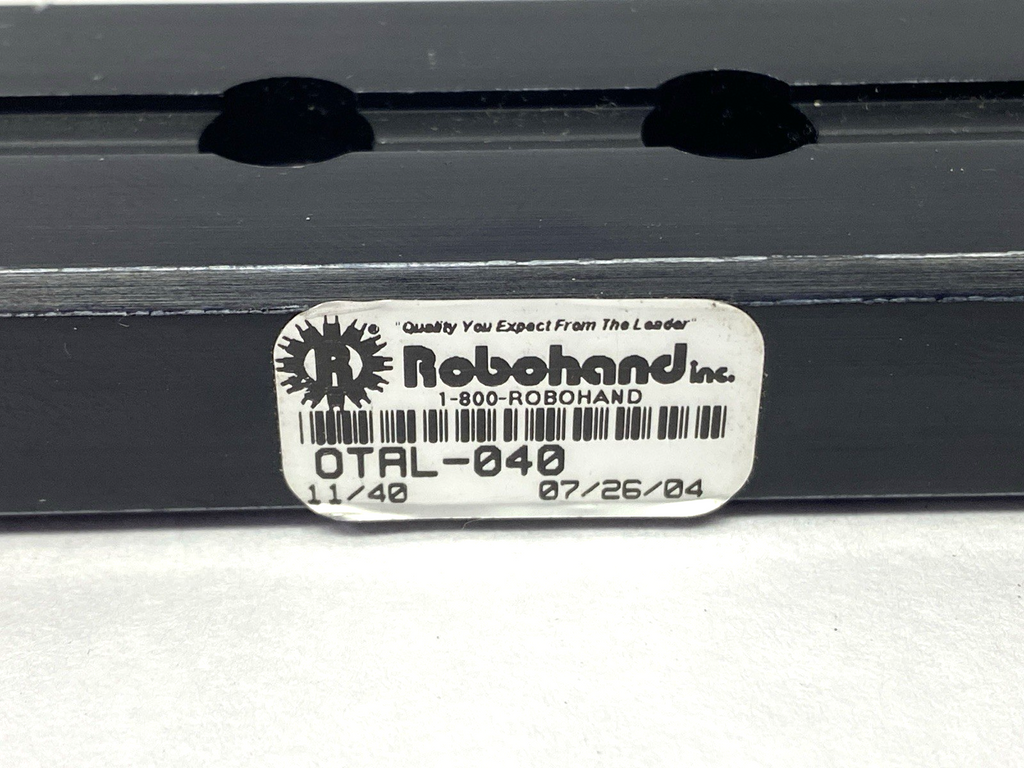 "Quality You Expect From The Leader"
R ®
Robohand inc.
1-800-ROBOHAND
OTAL-040
11/40 07/26/04